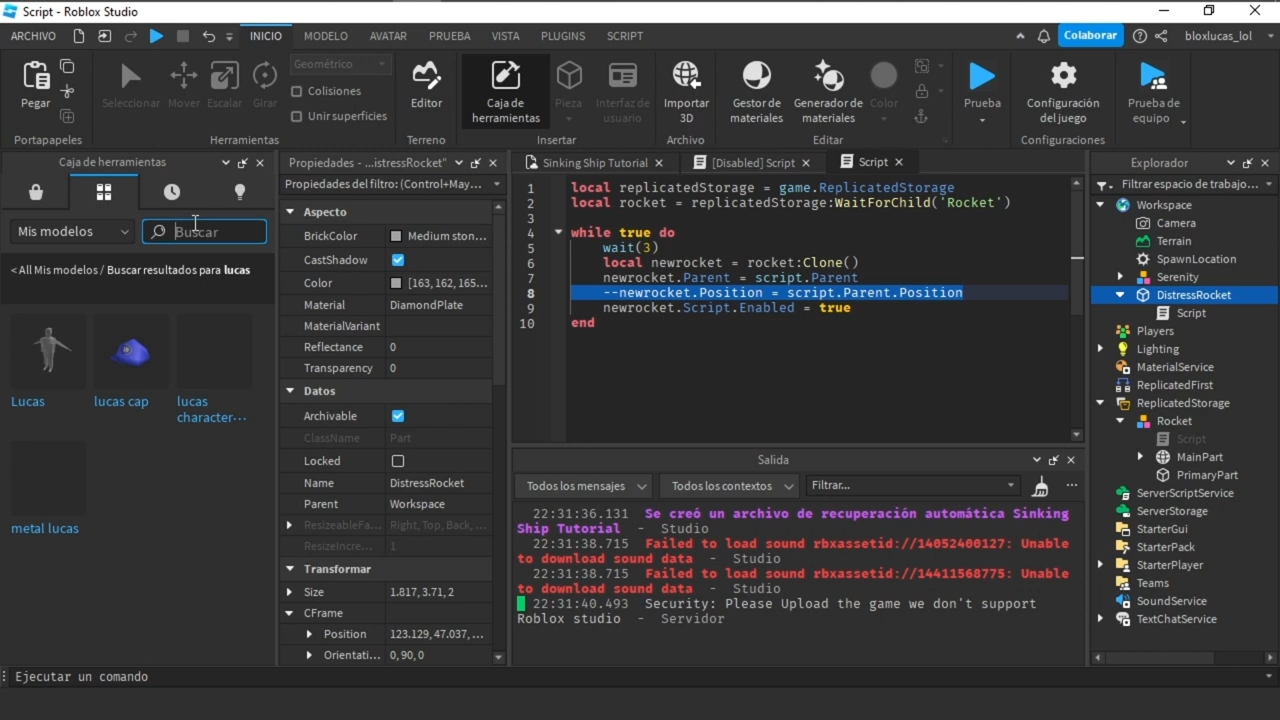 Script - Roblox Studio
ARCHIVO INICIO MODELO AVATAR PRUEBA VISTA PLUGINS SCRIPT Colaborar bloxlucas_lol
Pegar Seleccionar Mover Escalar Girar Geométrico Colisiones Unir superficies Editor Caja de herramientas Pieza Interfaz de usuario Importar 3D Gestor de materiales Generador de materiales Color Prueba Configuración del juego Prueba de equipo
Portapapeles Herramientas Terreno Insertar Archivo Editar Configuraciones
Caja de herramientas
Mis modelos Buscar
< All Mis modelos / Buscar resultados para lucas
Lucas lucas cap lucas character···
metal lucas
Propiedades - ...istressRocket"
Propiedades del filtro: (Control+May...
Aspecto
BrickColor Medium ston...
CastShadow
Color [163, 162, 165...
Material DiamondPlate
MaterialVariant
Reflectance 0
Transparency 0
Datos
Archivable
ClassName Part
Locked
Name DistressRocket
Parent Workspace
ResizeableFa... Right, Top, Back, ...
ResizeIncre... 1
Transformar
Size 1.817, 3.71, 2
CFrame
Position 123.129, 47.037, ...
Orientati... 0, 90, 0
Sinking Ship Tutorial [Disabled] Script Script
1 local replicatedStorage = game.ReplicatedStorage
2 local rocket = replicatedStorage:WaitForChild('Rocket')
3
4 while true do
5 wait(3)
6 local newrocket = rocket:Clone()
7 newrocket.Parent = script.Parent
8 --newrocket.Position = script.Parent.Position
9 newrocket.Script.Enabled = true
10 end
Salida
Todos los mensajes Todos los contextos Filtrar...
22:31:36.131 Se creó un archivo de recuperación automática Sinking
Ship Tutorial - Studio
22:31:38.715 Failed to load sound rbxassetid://14052400127: Unable
to download sound data - Studio
22:31:38.715 Failed to load sound rbxassetid://14411568775: Unable
to download sound data - Studio
22:31:40.493 Security: Please Upload the game we don't support
Roblox studio - Servidor
Explorador
Filtrar espacio de trabajo...
Workspace
Camera
Terrain
SpawnLocation
Serenity
DistressRocket
Script
Players
Lighting
MaterialService
ReplicatedFirst
ReplicatedStorage
Rocket
Script
MainPart
PrimaryPart
ServerScriptService
ServerStorage
StarterGui
StarterPack
StarterPlayer
Teams
SoundService
TextChatService
Ejecutar un comando